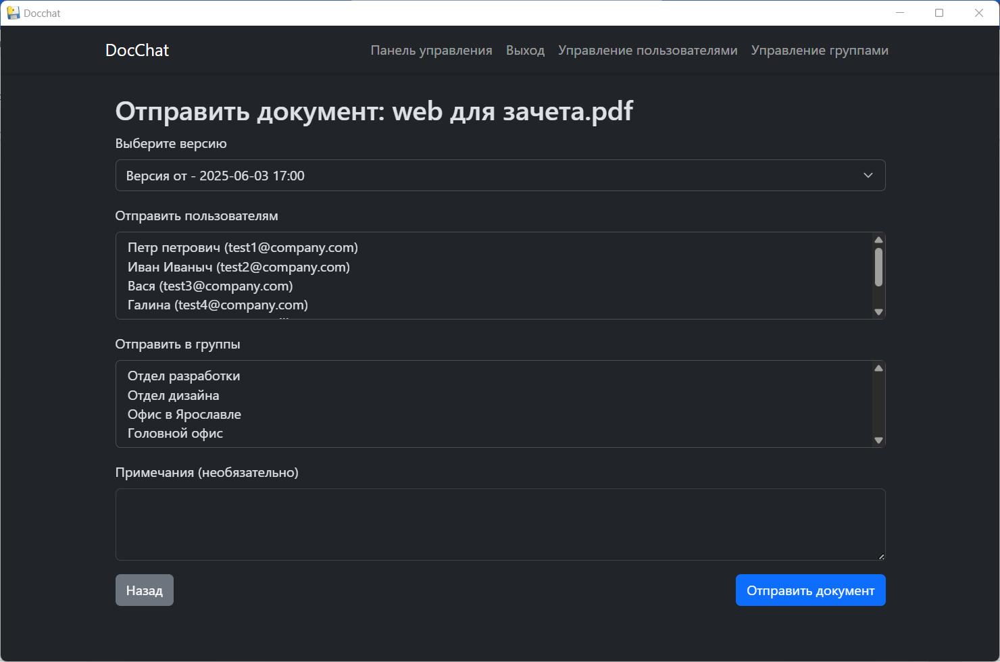 Docchat
DocChat
Панель управления Выход Управление пользователями Управление группами
Отправить документ: web для зачета.pdf
Выберите версию
Версия от - 2025-06-03 17:00
Отправить пользователям
Петр петрович (test1@company.com)
Иван Иваныч (test2@company.com)
Вася (test3@company.com)
Галина (test4@company.com)
Отправить в группы
Отдел разработки
Отдел дизайна
Офис в Ярославле
Головной офис
Примечания (необязательно)
Назад
Отправить документ